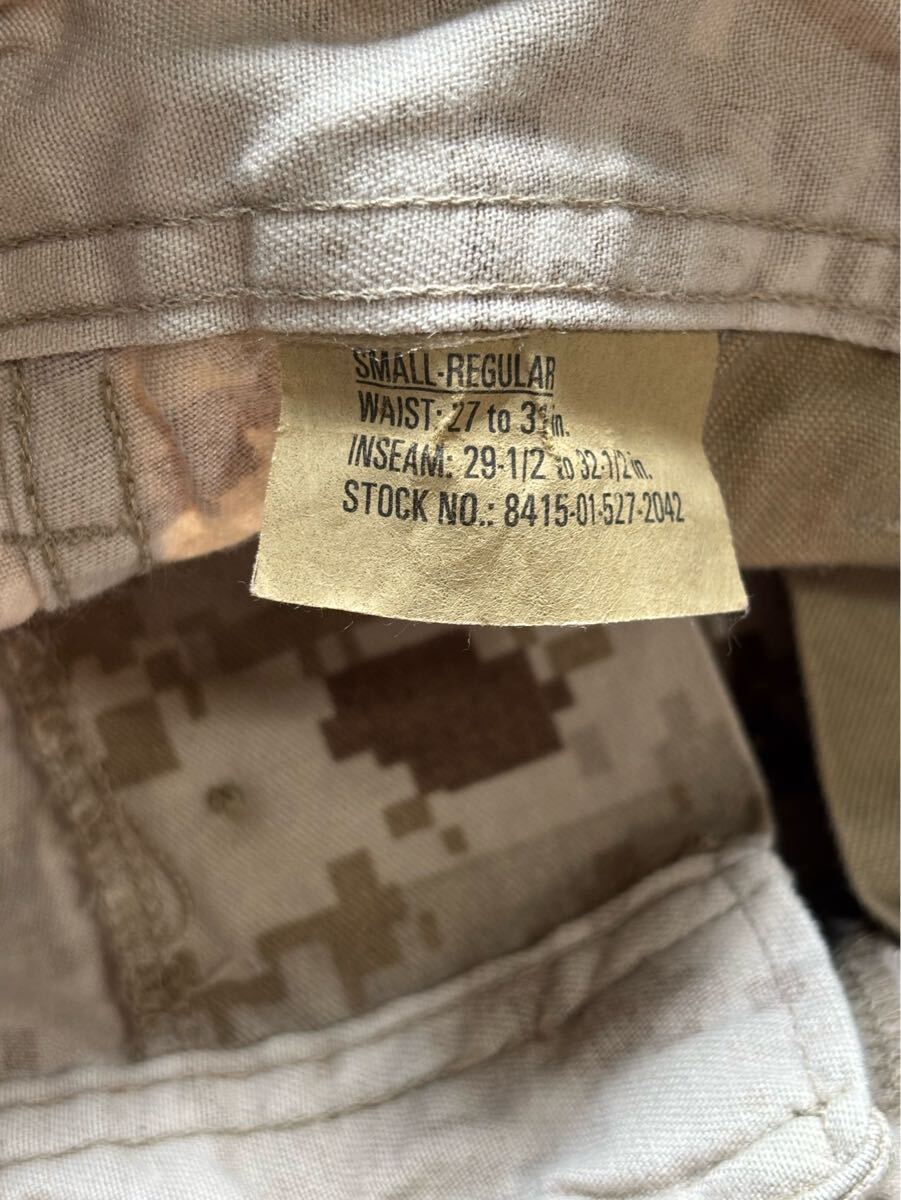 SMALL-REGULAR
WAIST: 27 to in.
INSEAM: 29-1/2 to 32-1/2 in.
STOCK NO.: 8415-01-527-2042